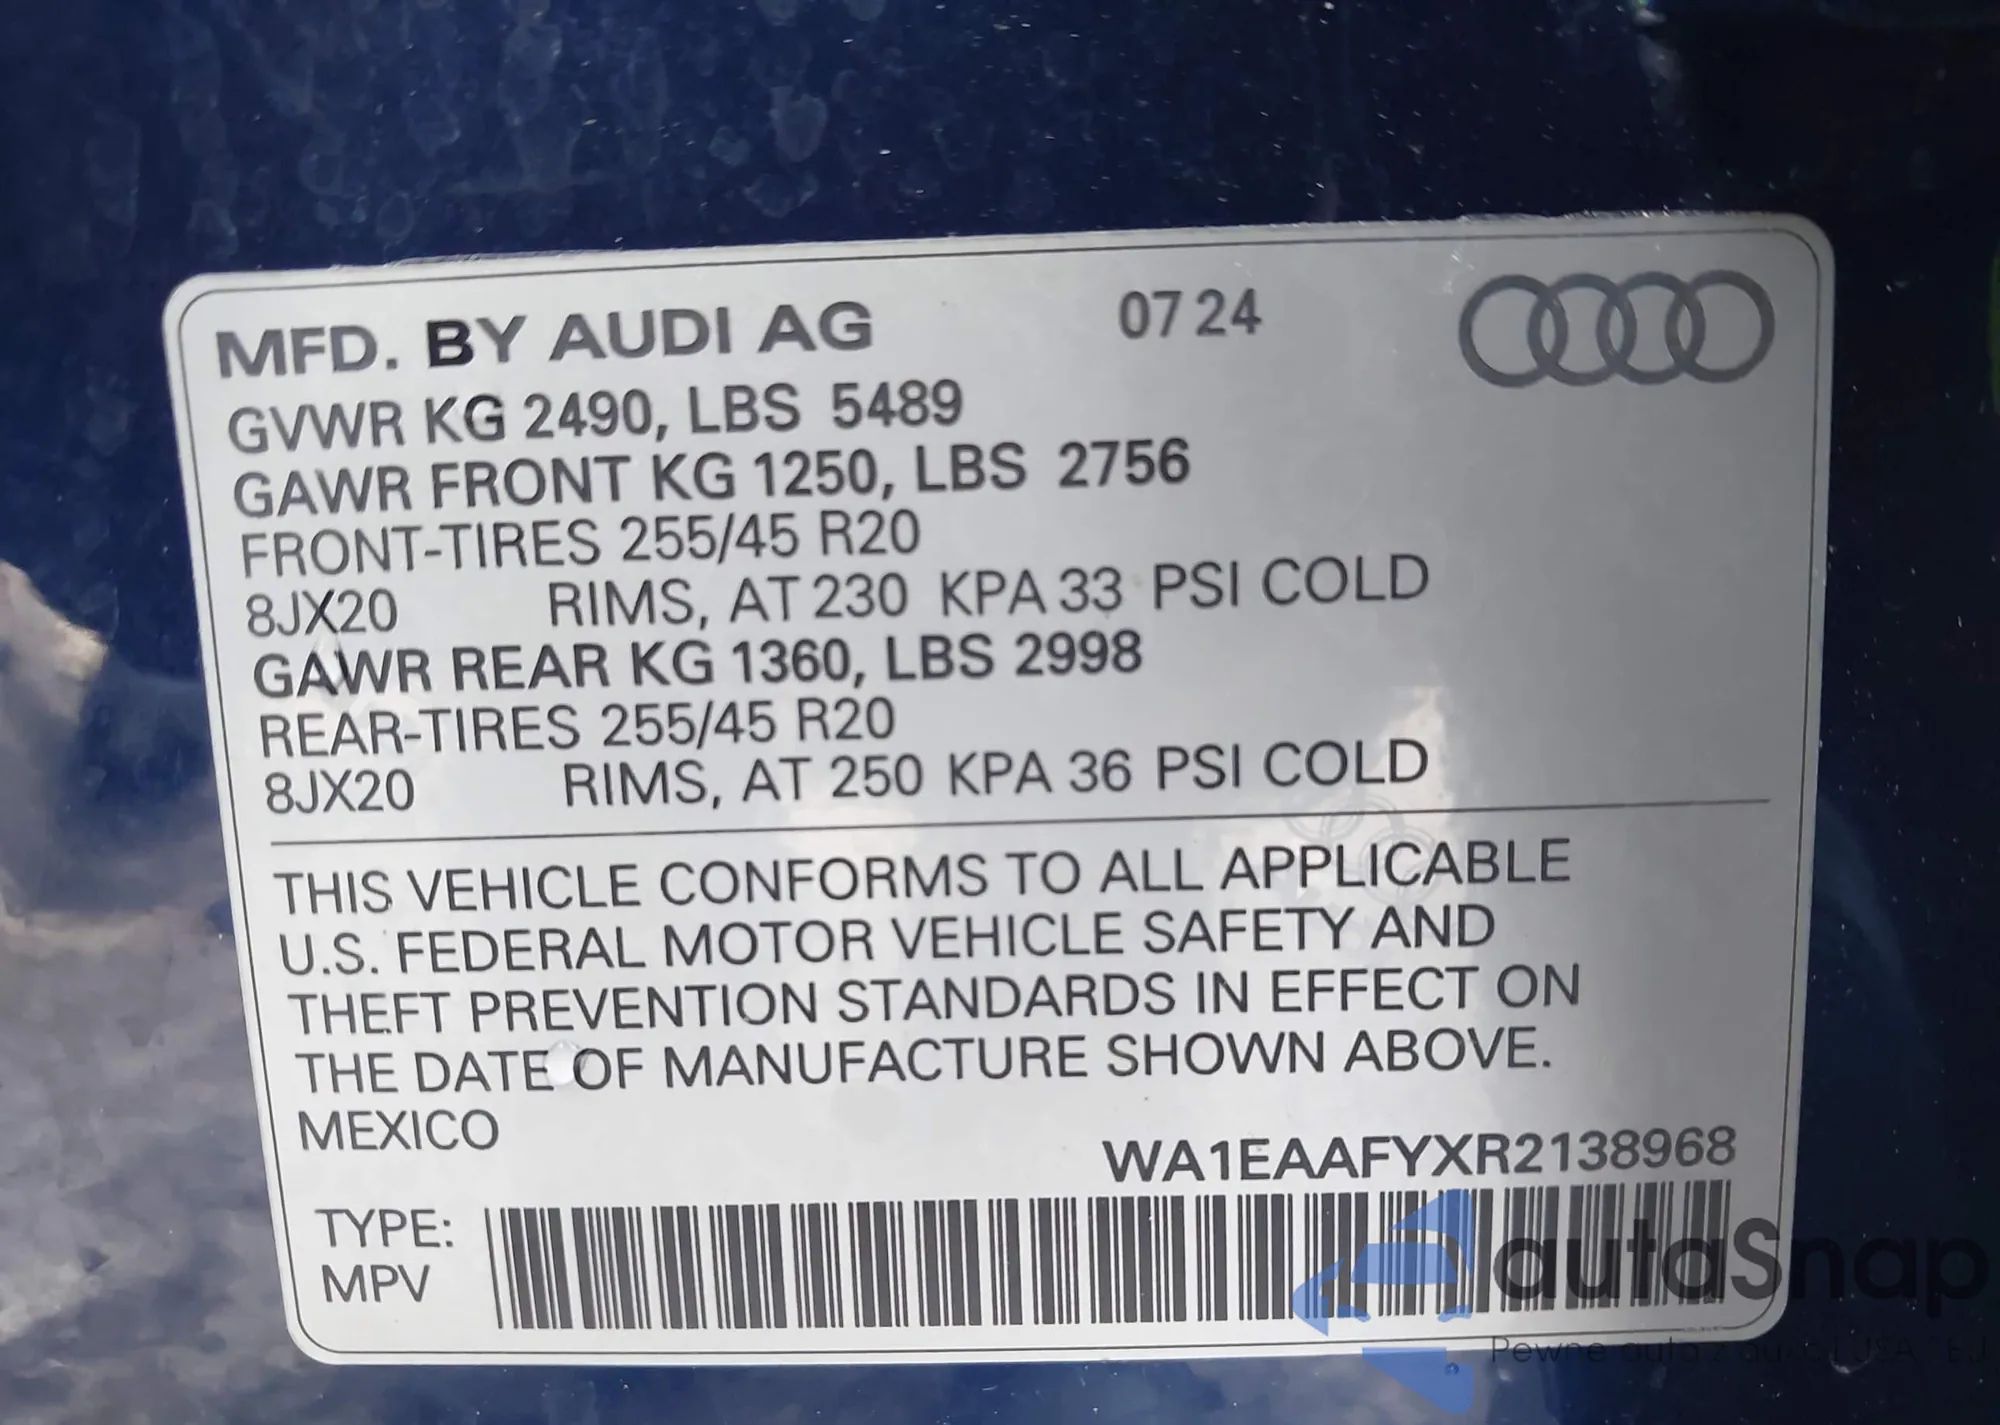 MFD. BY AUDI AG 07 24
GVWR KG 2490, LBS 5489
GAWR FRONT KG 1250, LBS 2756
FRONT-TIRES 255/45 R20
8JX20 RIMS, AT 230 KPA 33 PSI COLD
GAWR REAR KG 1360, LBS 2998
REAR-TIRES 255/45 R20
8JX20 RIMS, AT 250 KPA 36 PSI COLD
THIS VEHICLE CONFORMS TO ALL APPLICABLE
U.S. FEDERAL MOTOR VEHICLE SAFETY AND
THEFT PREVENTION STANDARDS IN EFFECT ON
THE DATE OF MANUFACTURE SHOWN ABOVE.
MEXICO
WA1EAAFYXR2138968
TYPE:
MPV
autaSnap
Pewne auta z USA